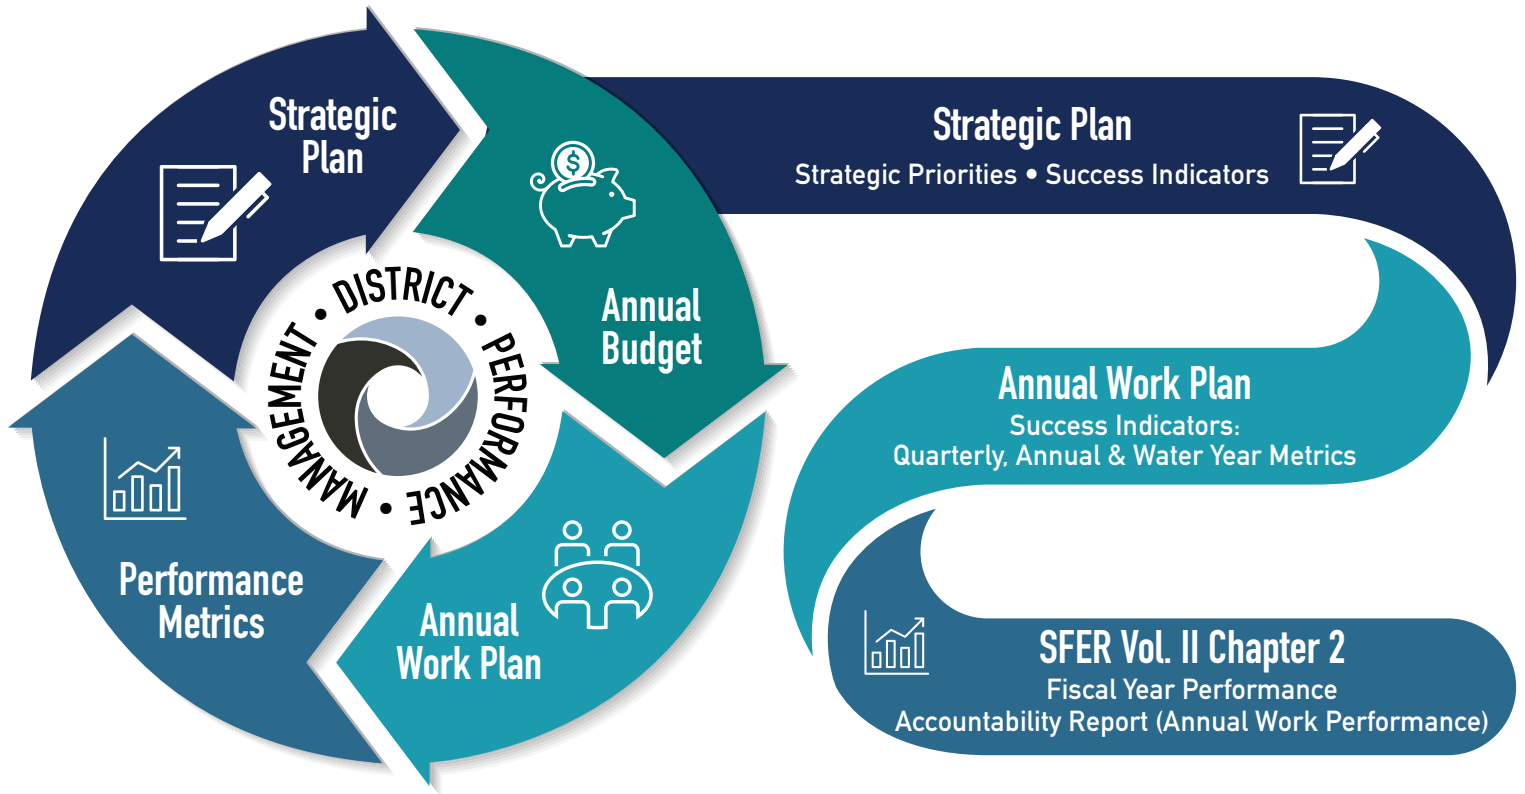 Strategic
Plan
$
Annual
Budget
Annual
Work Plan
Performance
Metrics
DISTRICT • PERFORMANCE • MANAGEMENT •
Strategic Plan
Strategic Priorities • Success Indicators
Annual Work Plan
Success Indicators:
Quarterly, Annual & Water Year Metrics
SFER Vol. II Chapter 2
Fiscal Year Performance
Accountability Report (Annual Work Performance)